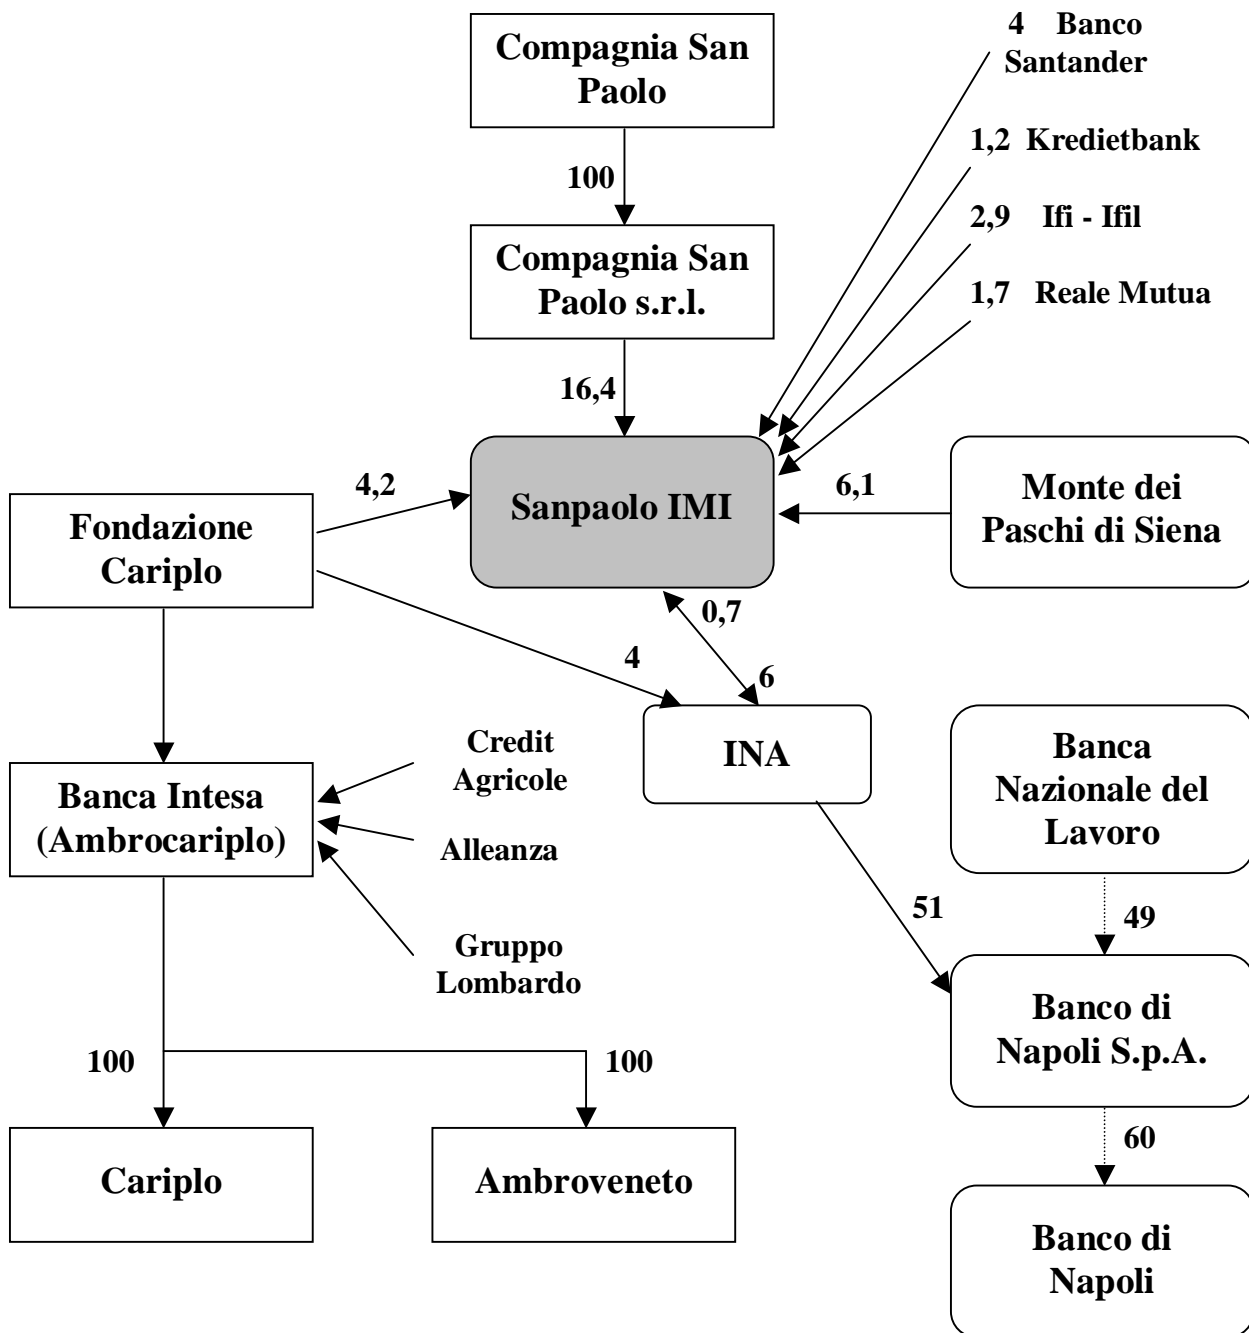 Compagnia San
Paolo
4 Banco
Santander
1,2 Kredietbank
100
2,9 Ifi - Ifil
Compagnia San
Paolo s.r.l.
1,7 Reale Mutua
16,4
4,2
Sanpaolo IMI
6,1
Monte dei
Paschi di Siena
Fondazione
Cariplo
0,7
4
6
INA
Credit
Agricole
Banca
Nazionale del
Lavoro
Banca Intesa
(Ambrocariplo)
Alleanza
51
49
Gruppo
Lombardo
Banco di
Napoli S.p.A.
100
100
60
Cariplo
Ambroveneto
Banco di
Napoli